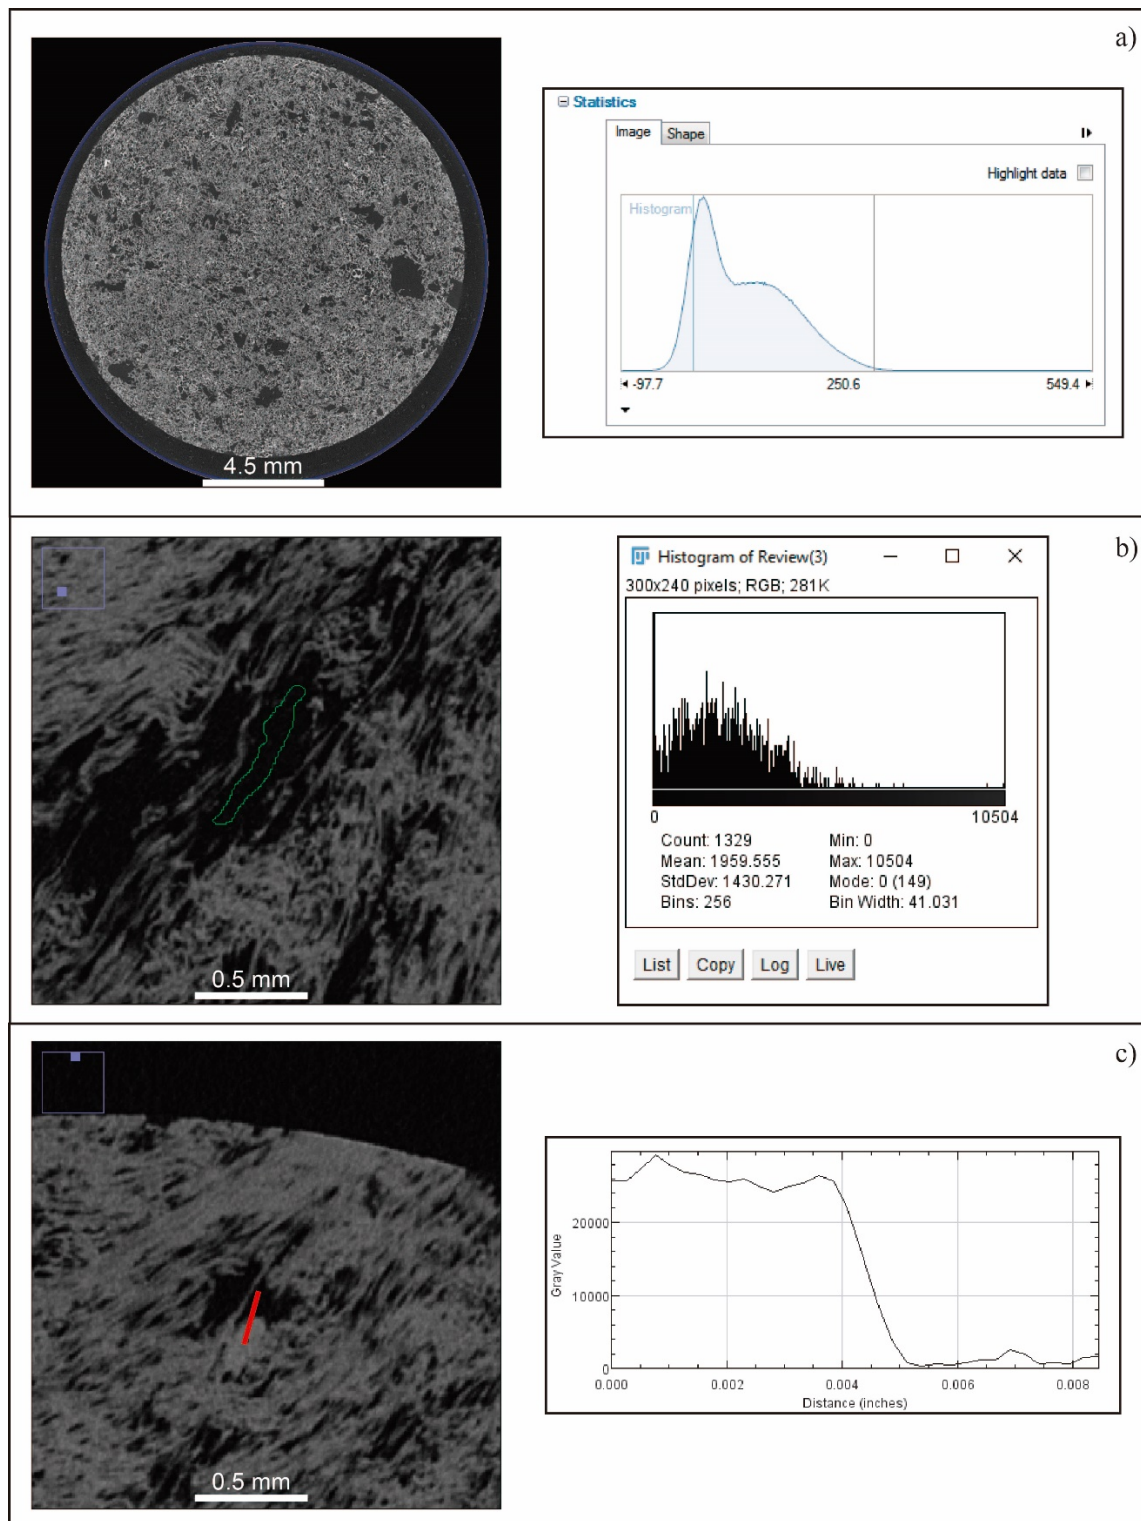 a)
4.5 mm
Statistics
Image Shape
Highlight data
Histogram
-97.7 250.6 549.4
b)
0.5 mm
Histogram of Review(3)
300x240 pixels; RGB; 281K
0 10504
Count: 1329 Min: 0
Mean: 1959.555 Max: 10504
StdDev: 1430.271 Mode: 0 (149)
Bins: 256 Bin Width: 41.031
List Copy Log Live
c)
0.5 mm
Gray Value
20000
10000
0
0.000 0.002 0.004 0.006 0.008
Distance (inches)